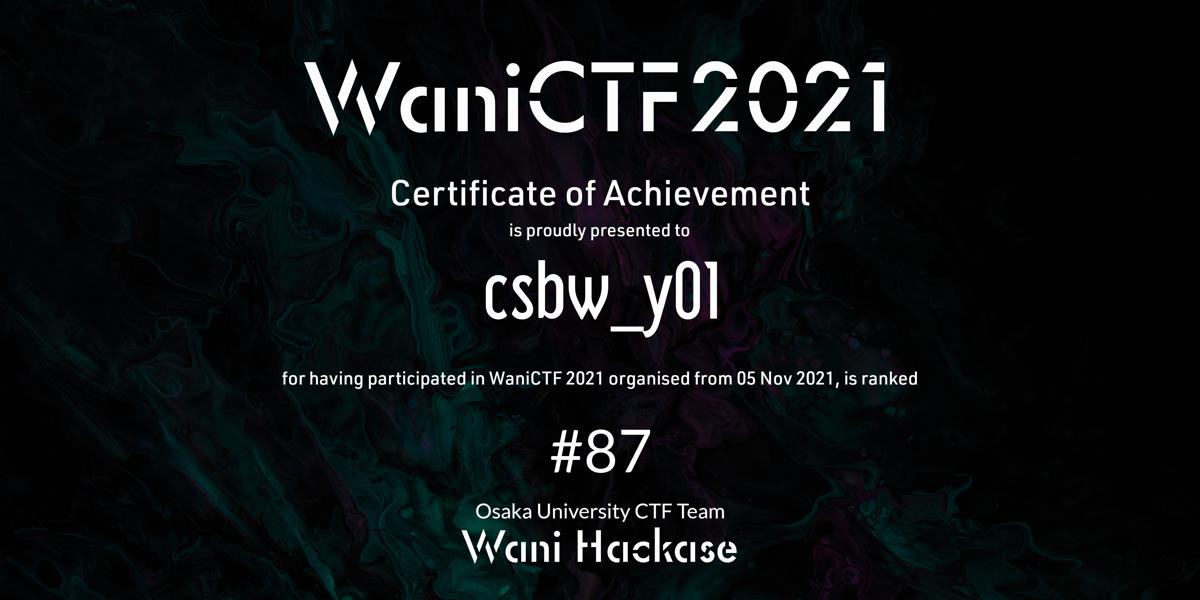 WaniCTF2021
Certificate of Achievement
is proudly presented to
csbw_y01
for having participated in WaniCTF 2021 organised from 05 Nov 2021, is ranked
#87
Osaka University CTF Team
Wani Hackase